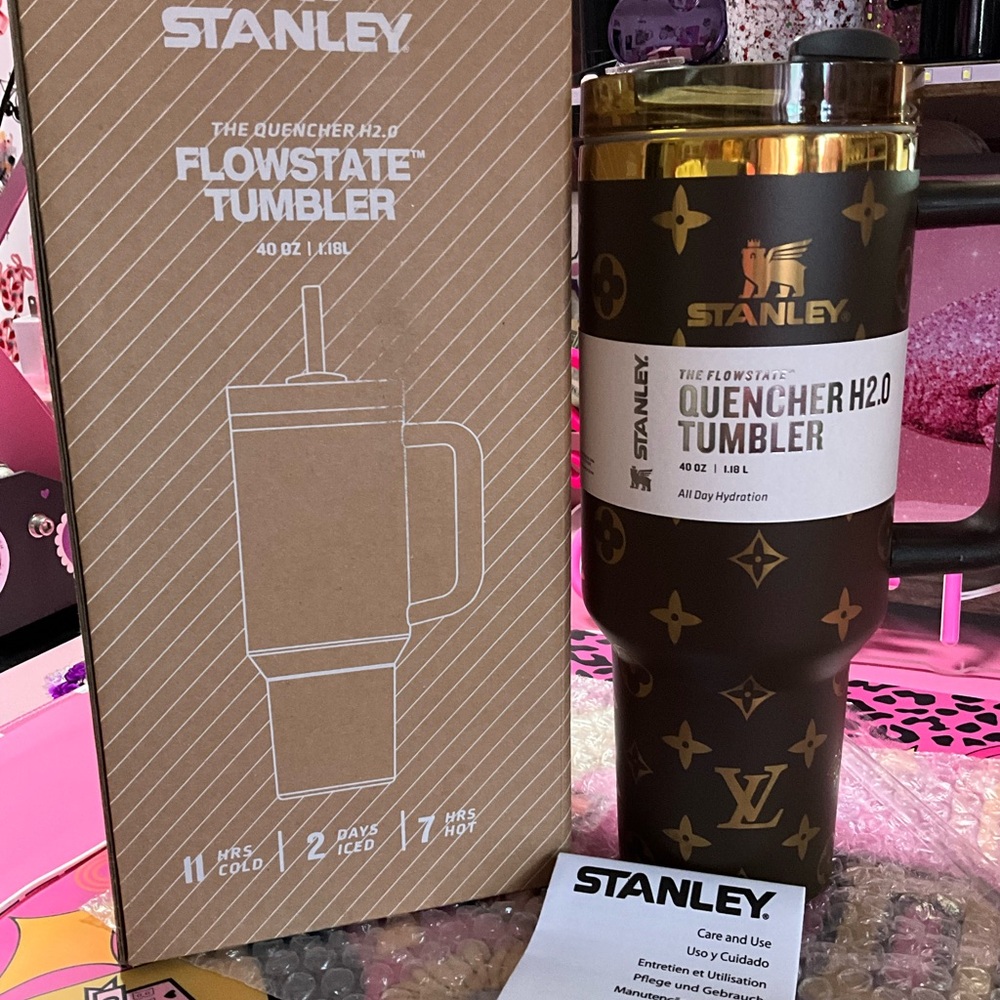 STANLEY
THE QUENCHER H2.0
FLOWSTATE™
TUMBLER
40 OZ | 1.18L
11 HRS COLD | 2 DAYS ICED | 7 HRS HOT
STANLEY®
STANLEY.
THE FLOWSTATE™
QUENCHER H2.0
TUMBLER
40 OZ | 1.18 L
All Day Hydration
LV
STANLEY®
Care and Use
Uso y Cuidado
Entretien et Utilisation
Pflege und Gebrauch